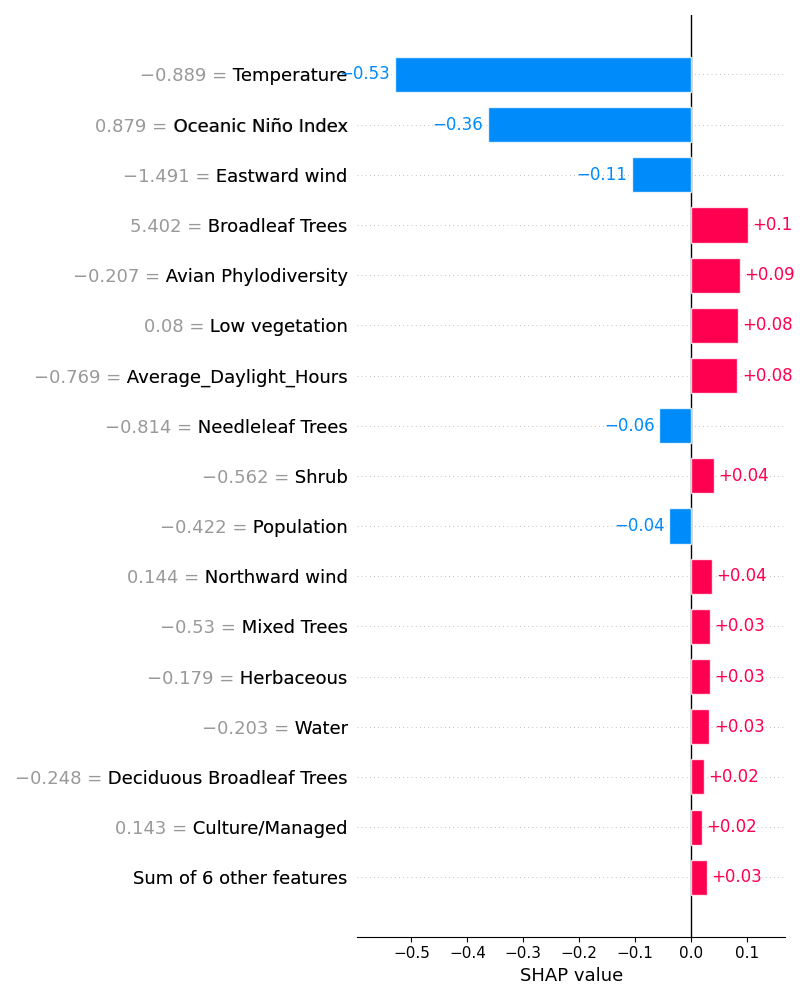 −0.889 = Temperature −0.53
0.879 = Oceanic Niño Index −0.36
−1.491 = Eastward wind −0.11
5.402 = Broadleaf Trees +0.1
−0.207 = Avian Phylodiversity +0.09
0.08 = Low vegetation +0.08
−0.769 = Average_Daylight_Hours +0.08
−0.814 = Needleleaf Trees −0.06
−0.562 = Shrub +0.04
−0.422 = Population −0.04
0.144 = Northward wind +0.04
−0.53 = Mixed Trees +0.03
−0.179 = Herbaceous +0.03
−0.203 = Water +0.03
−0.248 = Deciduous Broadleaf Trees +0.02
0.143 = Culture/Managed +0.02
Sum of 6 other features +0.03
−0.5 −0.4 −0.3 −0.2 −0.1 0.0 0.1
SHAP value